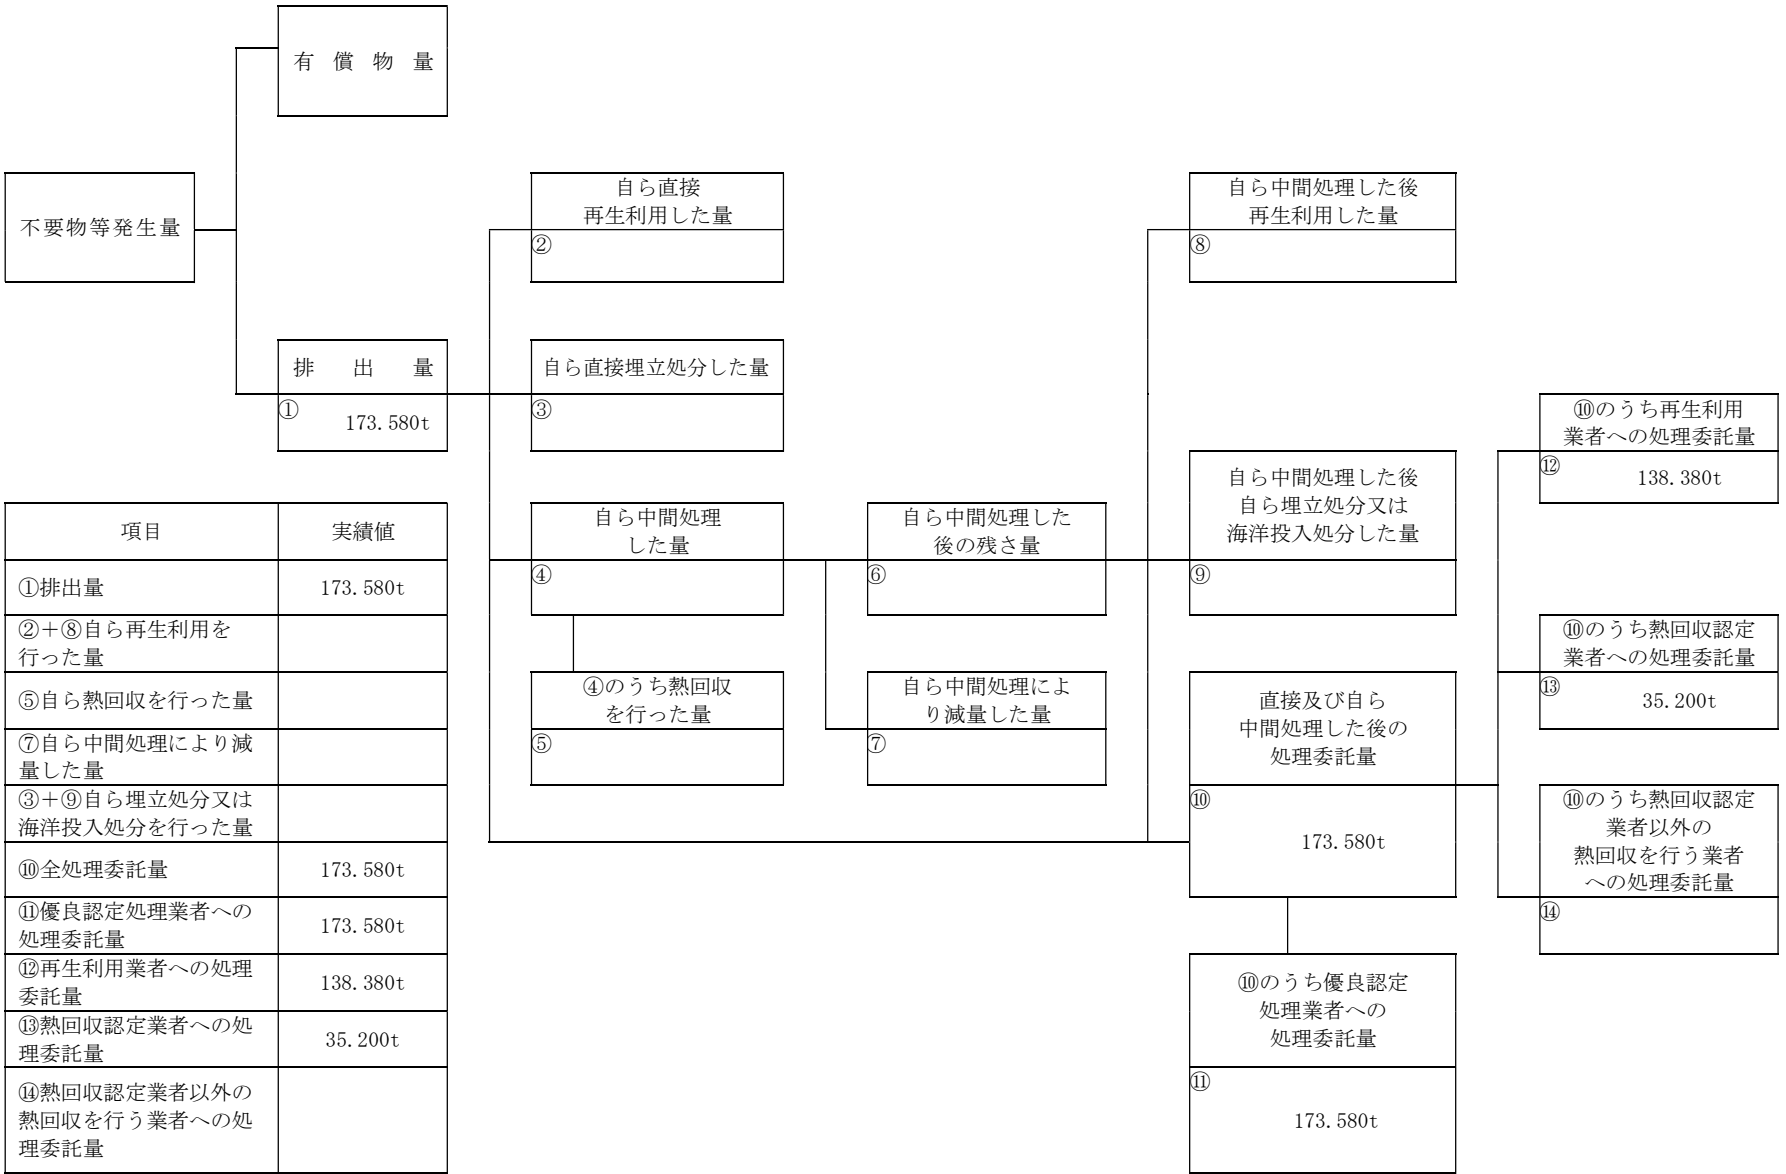 有償物量
不要物等発生量
自ら直接
再生利用した量
②
自ら中間処理した後
再生利用した量
⑧
排出量
①
173.580t
自ら直接埋立処分した量
③
⑩のうち再生利用
業者への処理委託量
⑫
138.380t
自ら中間処理
した量
④
自ら中間処理した
後の残さ量
⑥
自ら中間処理した後
自ら埋立処分又は
海洋投入処分した量
⑨
⑩のうち熱回収認定
業者への処理委託量
⑬
35.200t
④のうち熱回収
を行った量
⑤
自ら中間処理によ
り減量した量
⑦
直接及び自ら
中間処理した後の
処理委託量
⑩
173.580t
⑩のうち熱回収認定
業者以外の
熱回収を行う業者
への処理委託量
⑭
⑩のうち優良認定
処理業者への
処理委託量
⑪
173.580t
項目 実績値
①排出量 173.580t
②＋⑧自ら再生利用を
行った量
⑤自ら熱回収を行った量
⑦自ら中間処理により減
量した量
③＋⑨自ら埋立処分又は
海洋投入処分を行った量
⑩全処理委託量 173.580t
⑪優良認定処理業者への
処理委託量 173.580t
⑫再生利用業者への処理
委託量 138.380t
⑬熱回収認定業者への処
理委託量 35.200t
⑭熱回収認定業者以外の
熱回収を行う業者への処
理委託量